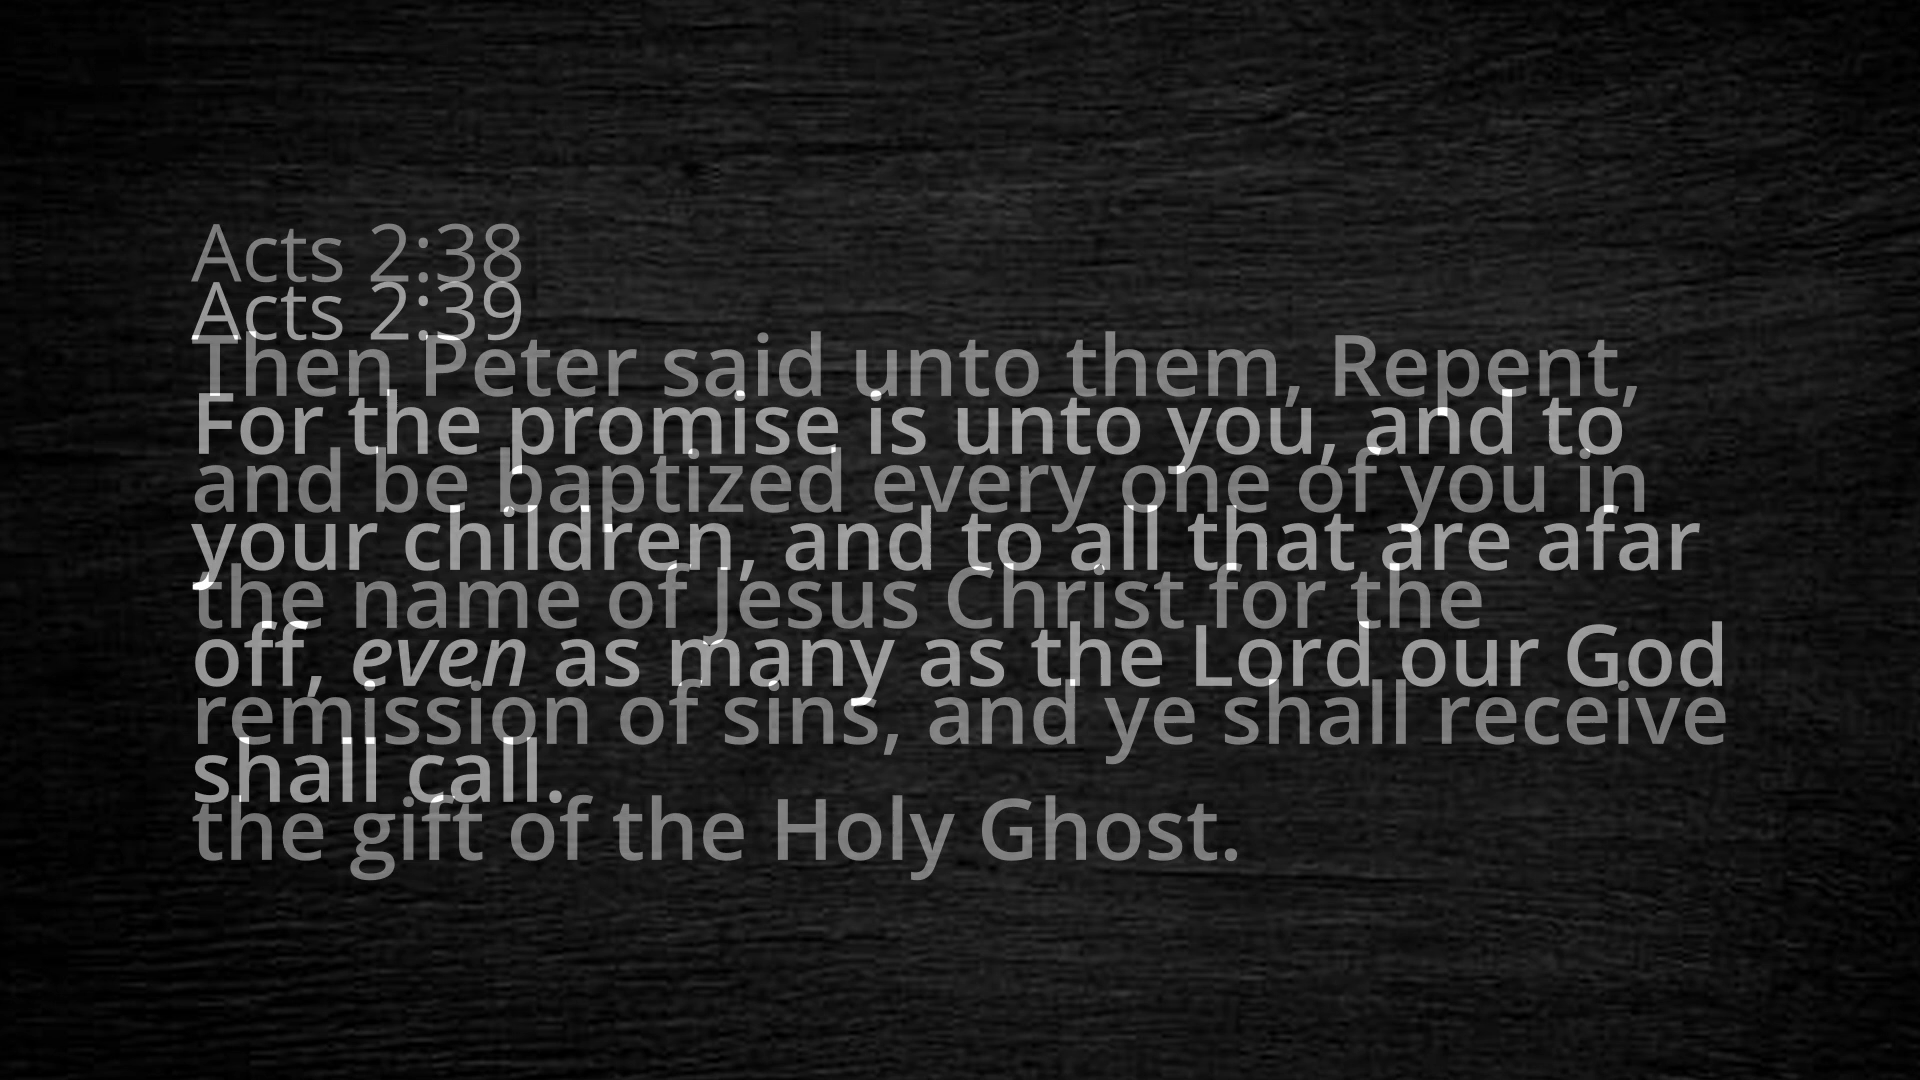 Acts 2:38
Acts 2:39
Then Peter said unto them, Repent,
For the promise is unto you, and to
and be baptized every one of you in
your children, and to all that are afar
the name of Jesus Christ for the
off, even as many as the Lord our God
remission of sins, and ye shall receive
shall call.
the gift of the Holy Ghost.